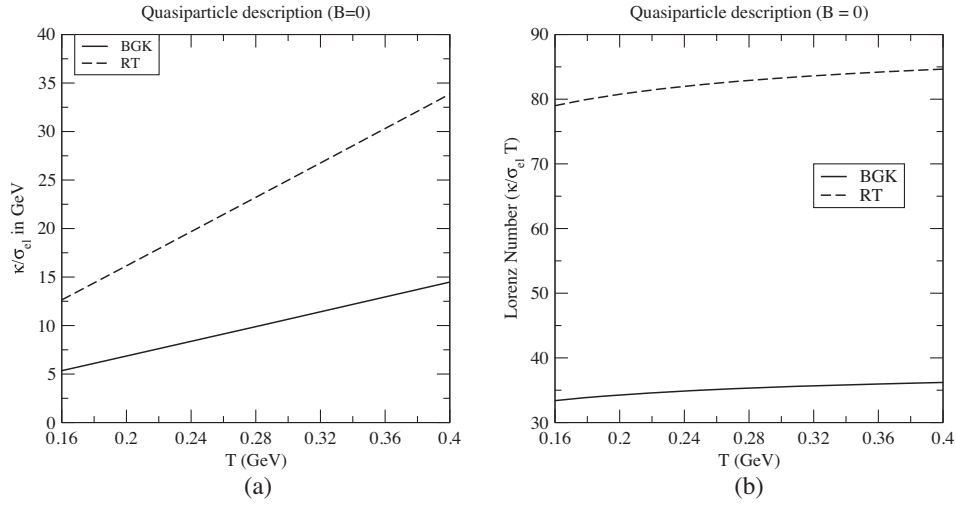 Quasiparticle description (B=0)
40
35
30
25
20
15
10
5
0
κ/σel in GeV
BGK
RT
0.16 0.2 0.24 0.28 0.32 0.36 0.4
T (GeV)
(a)
Quasiparticle description (B = 0)
90
80
70
60
50
40
30
Lorenz Number (κ/σel T)
BGK
RT
0.16 0.2 0.24 0.28 0.32 0.36 0.4
T (GeV)
(b)